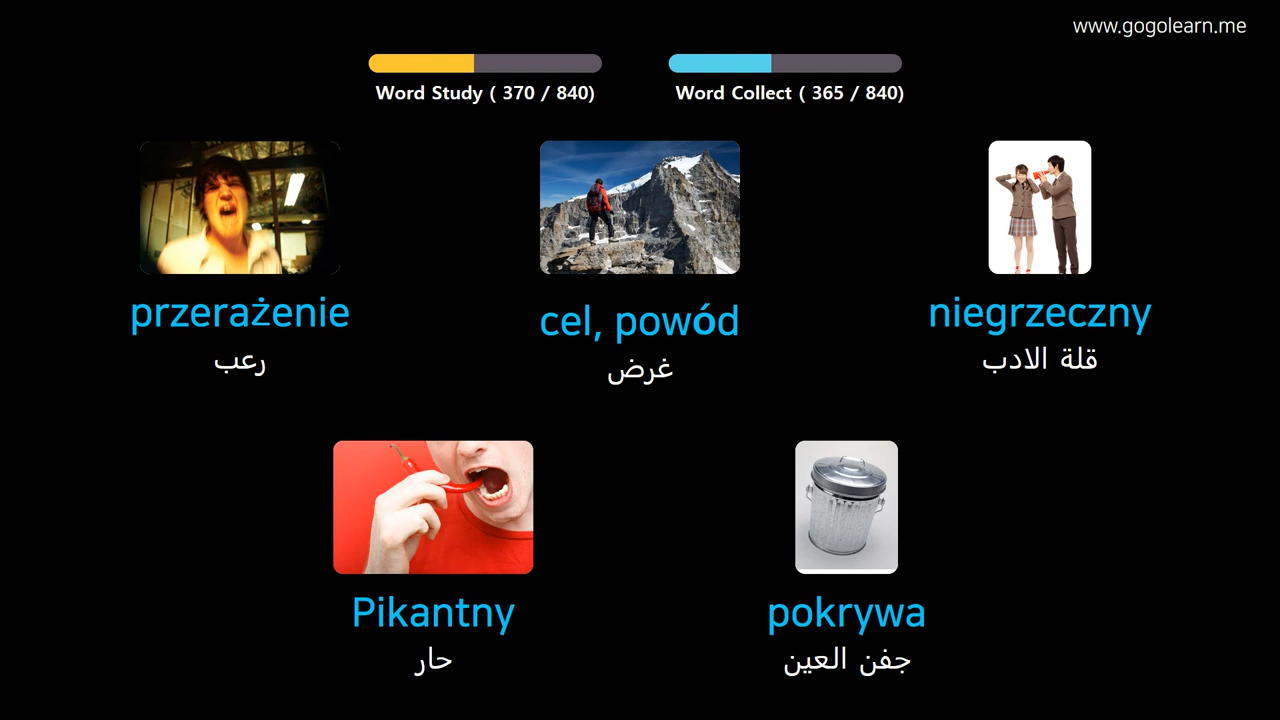 www.gogolearn.me
Word Study ( 370 / 840)
Word Collect ( 365 / 840)
przerażenie
رعب
cel, powód
غرض
niegrzeczny
قلة الادب
Pikantny
حار
pokrywa
جفن العين